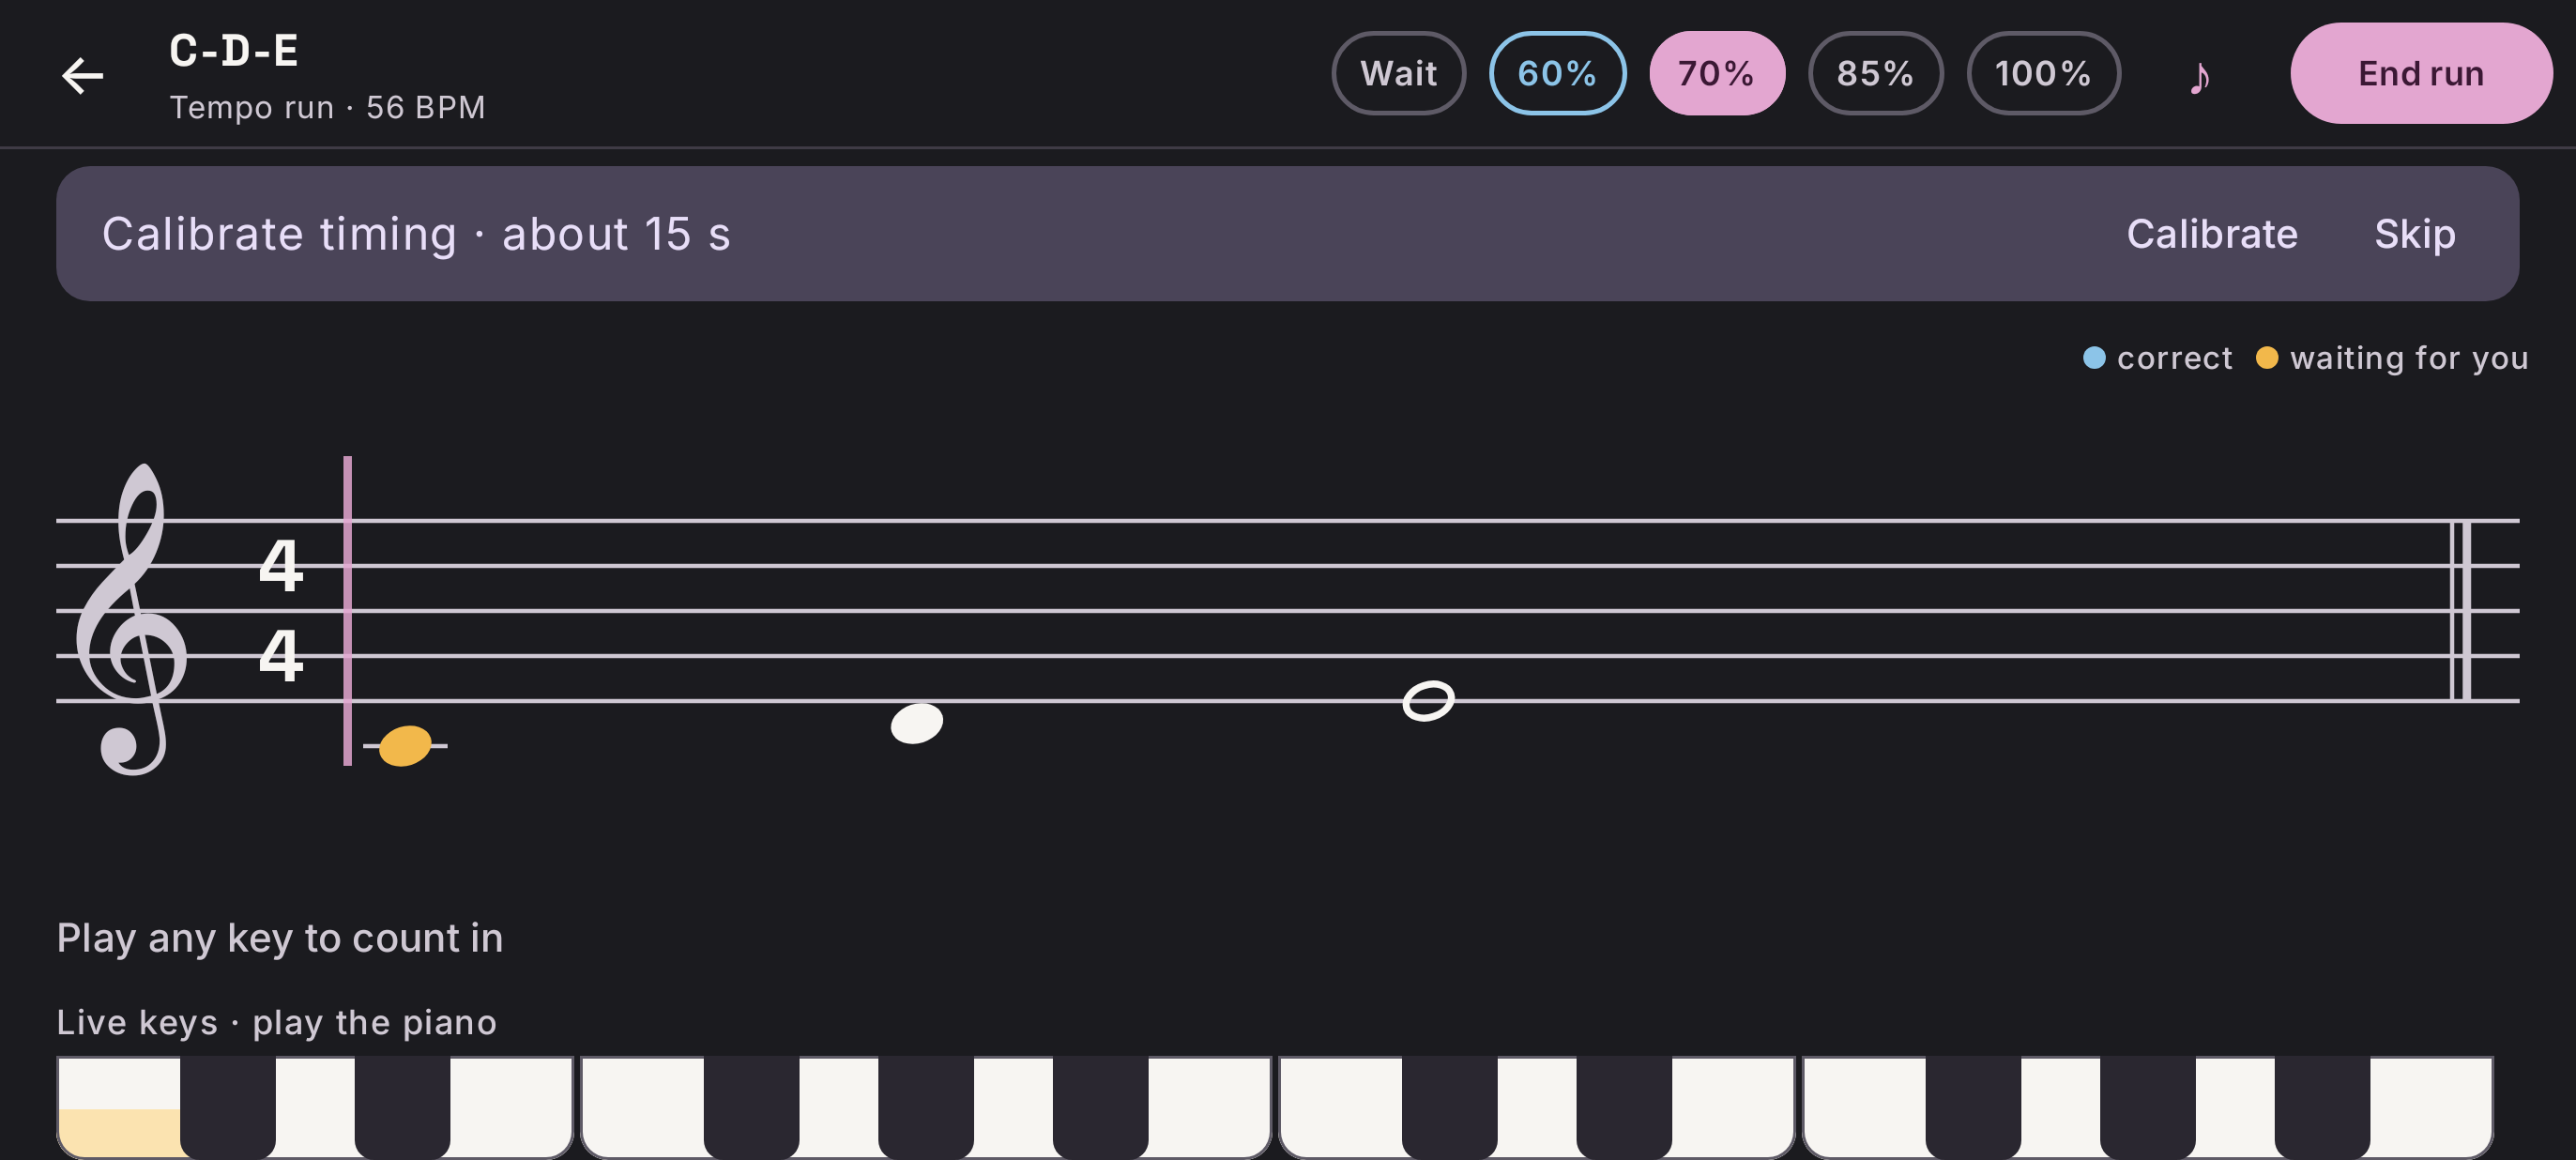 C-D-E
Tempo run · 56 BPM
Wait
60%
70%
85%
100%
End run
Calibrate timing · about 15 s
Calibrate
Skip
correct
waiting for you
4
4
Play any key to count in
Live keys · play the piano